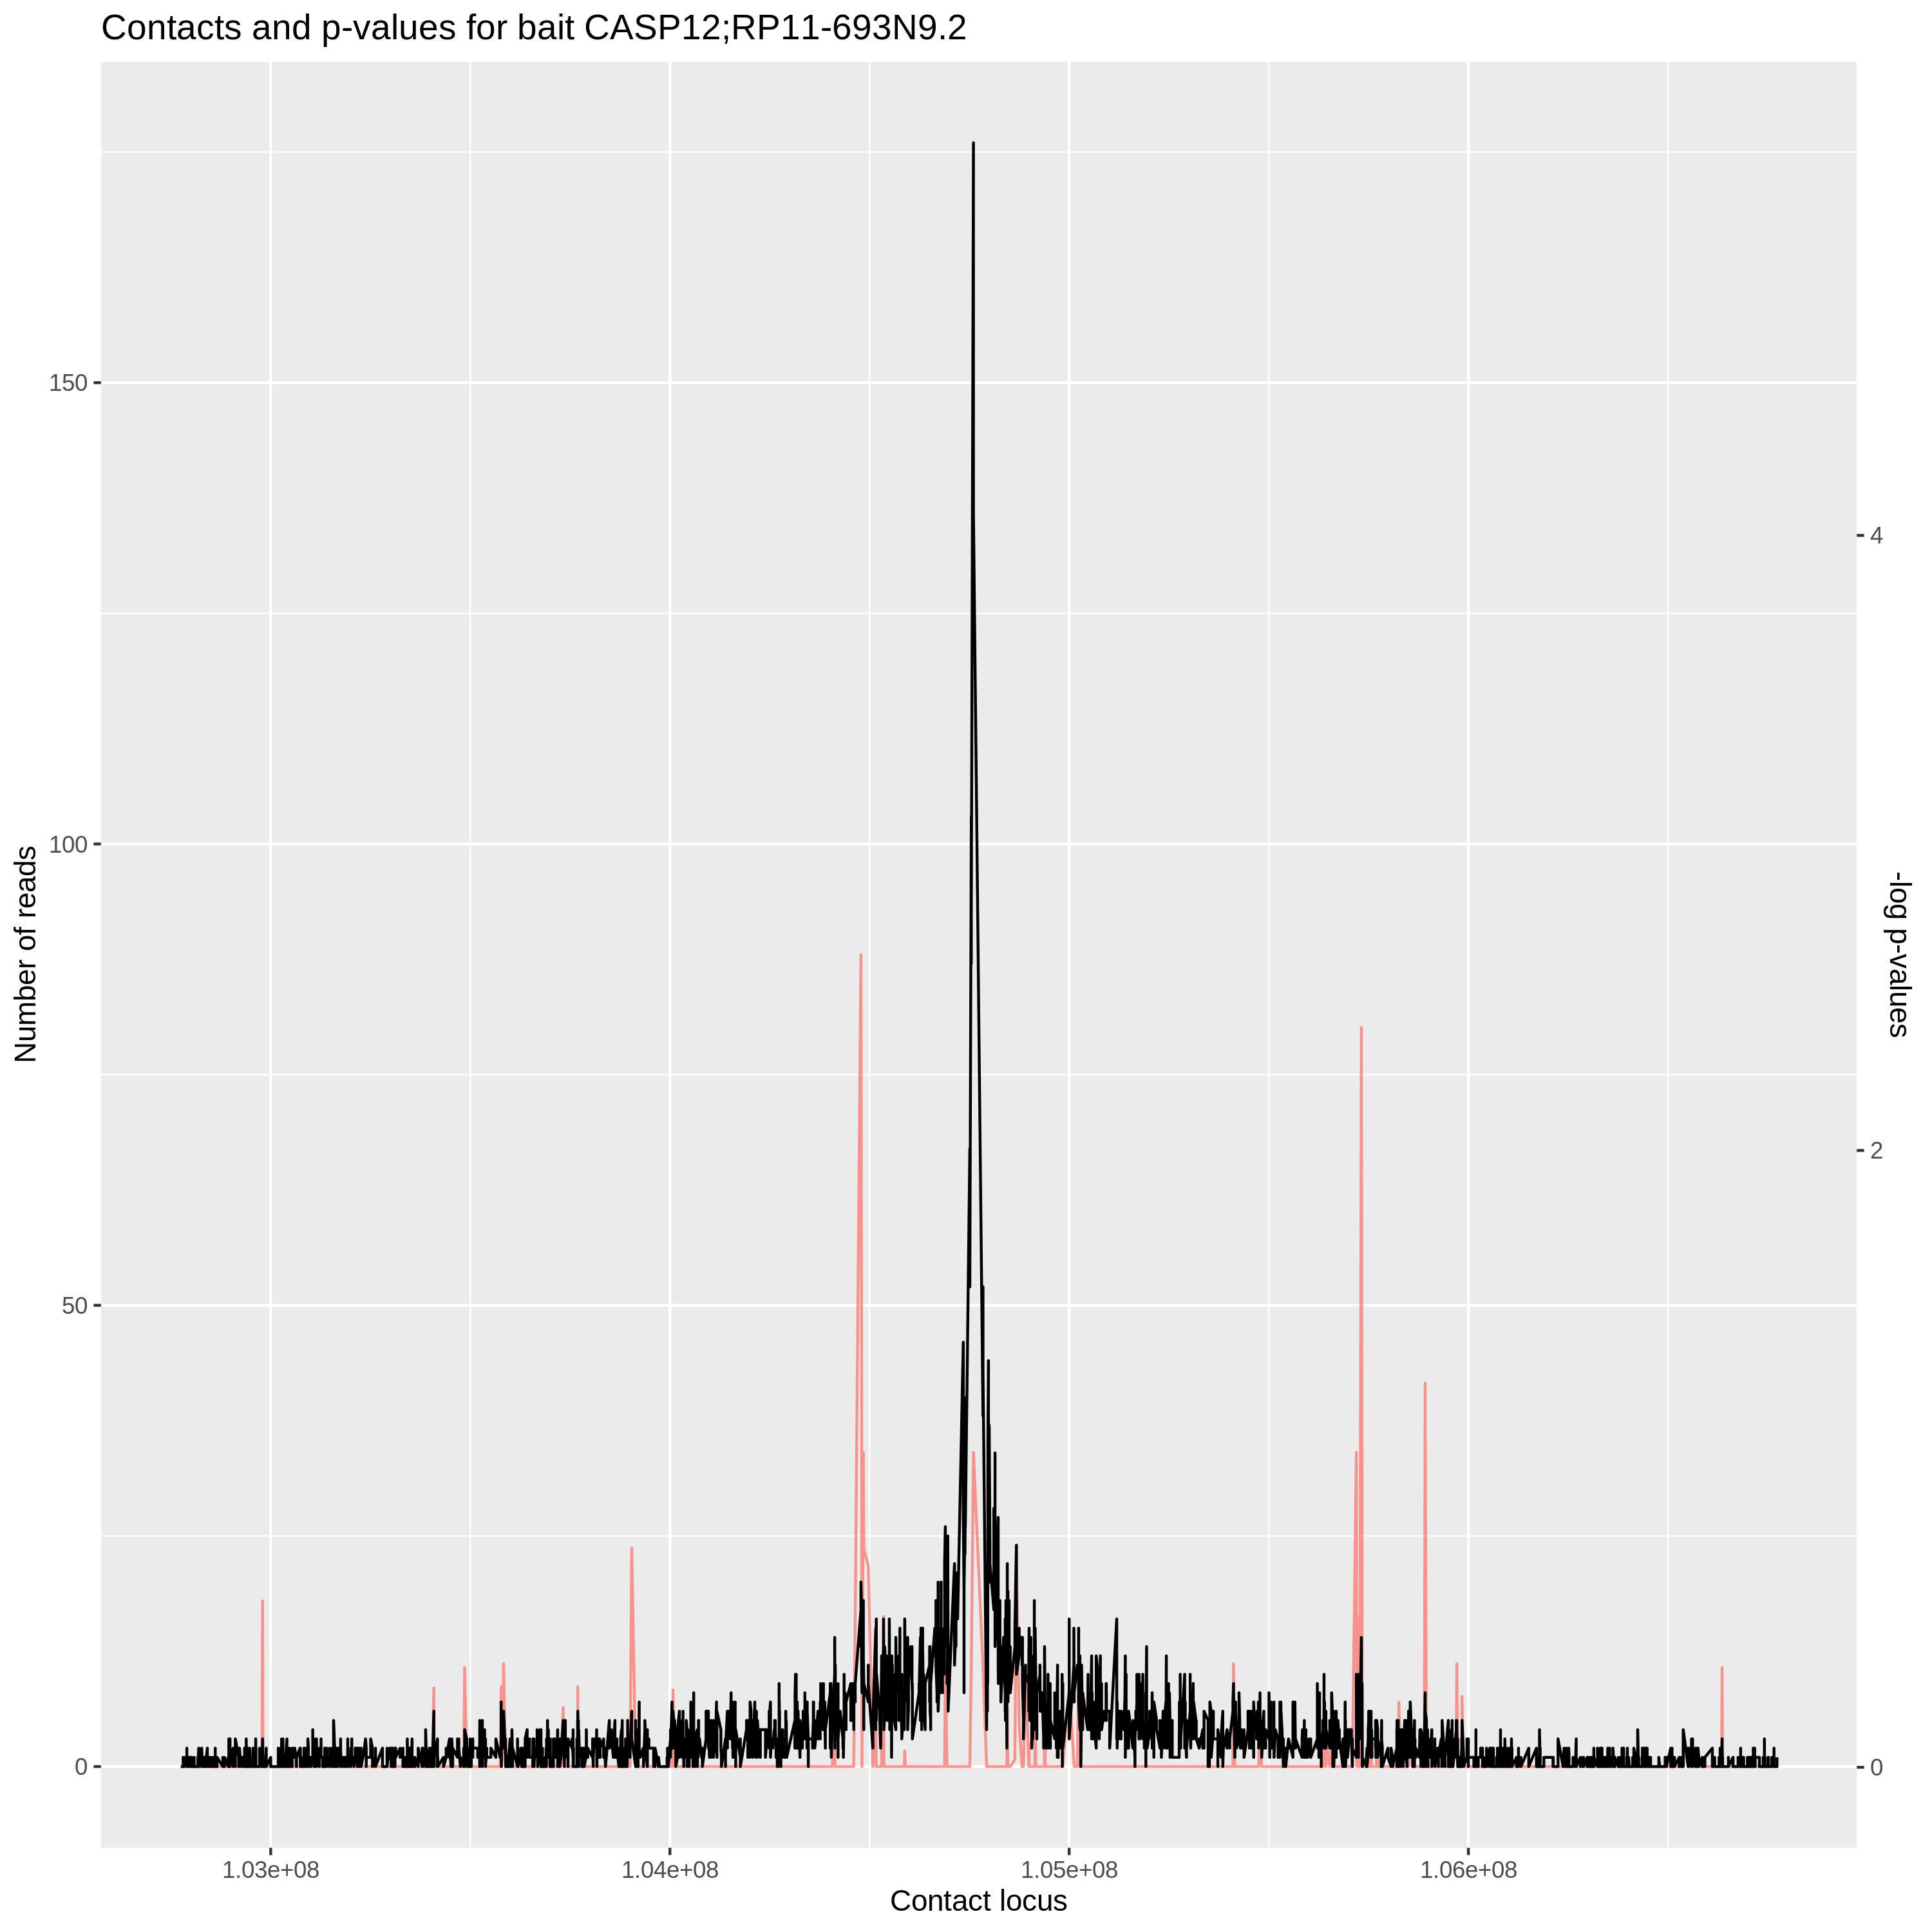 Contacts and p-values for bait CASP12;RP11-693N9.2
Number of reads
150
100
50
0
4
2
0
-log p-values
1.03e+08
1.04e+08
1.05e+08
1.06e+08
Contact locus